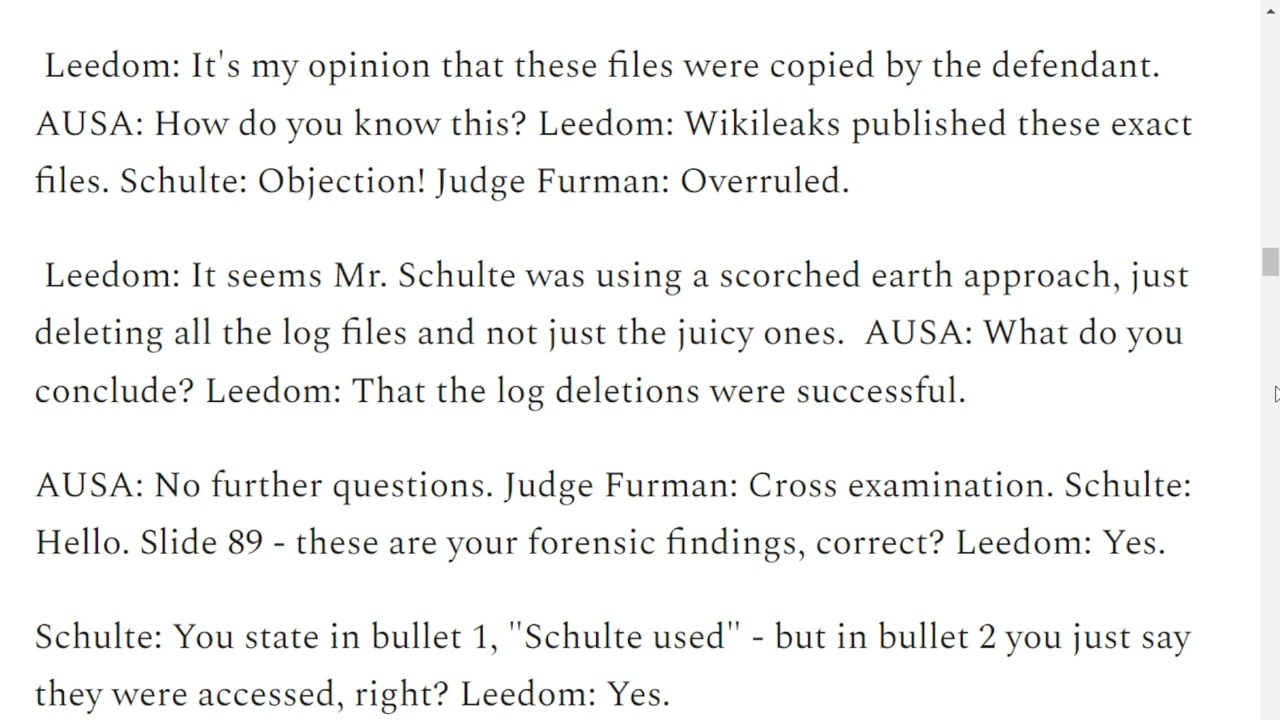 Leedom: It's my opinion that these files were copied by the defendant.
AUSA: How do you know this? Leedom: Wikileaks published these exact
files. Schulte: Objection! Judge Furman: Overruled.
Leedom: It seems Mr. Schulte was using a scorched earth approach, just
deleting all the log files and not just the juicy ones.  AUSA: What do you
conclude? Leedom: That the log deletions were successful.
AUSA: No further questions. Judge Furman: Cross examination. Schulte:
Hello. Slide 89 - these are your forensic findings, correct? Leedom: Yes.
Schulte: You state in bullet 1, "Schulte used" - but in bullet 2 you just say
they were accessed, right? Leedom: Yes.